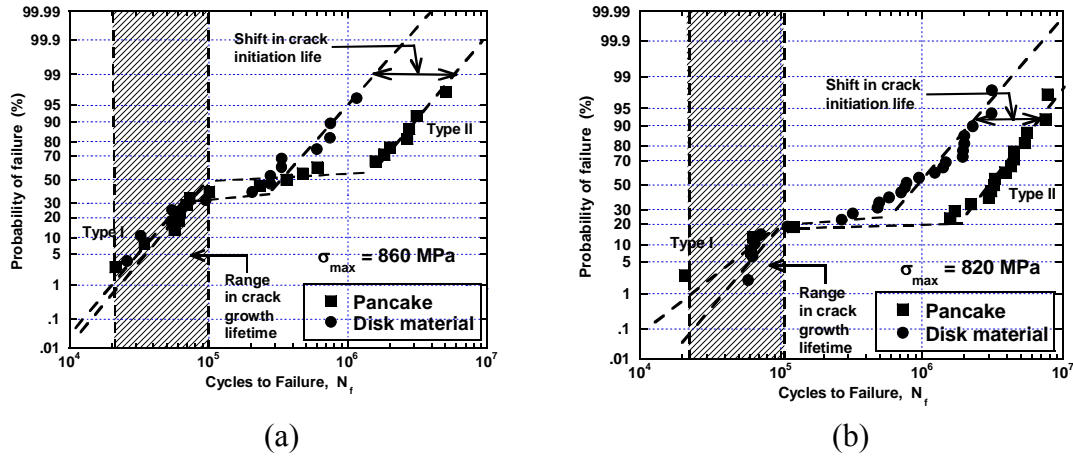 99.99
99.9
99
95
90
80
70
50
30
20
10
5
1
.1
.01
Probability of failure (%)
Shift in crack
initiation life
Type II
Type I
σmax = 860 MPa
Range
in crack
growth
lifetime
Pancake
Disk material
10^4
10^5
10^6
10^7
Cycles to Failure, N_f
(a)
99.99
99.9
99
95
90
80
70
50
30
20
10
5
1
.1
.01
Probability of failure (%)
Shift in crack
initiation life
Type II
Type I
σmax = 820 MPa
Range
in crack
growth
lifetime
Pancake
Disk material
10^4
10^5
10^6
10^7
Cycles to Failure, N_f
(b)